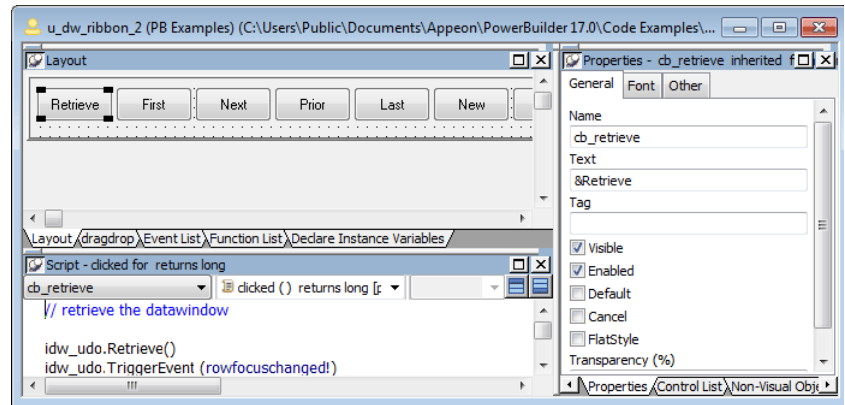 u_dw_ribbon_2 (PB Examples) (C:\Users\Public\Documents\Appeon\PowerBuilder 17.0\Code Examples\...
Layout
Retrieve First Next Prior Last New
Layout dragdrop Event List Function List Declare Instance Variables
Script - clicked for returns long
cb_retrieve clicked ( ) returns long [
// retrieve the datawindow
idw_udo.Retrieve()
idw_udo.TriggerEvent (rowfocuschanged!)
Properties - cb_retrieve inherited f
General Font Other
Name
cb_retrieve
Text
&Retrieve
Tag
Visible
Enabled
Default
Cancel
FlatStyle
Transparency (%)
Properties Control List Non-Visual Obje